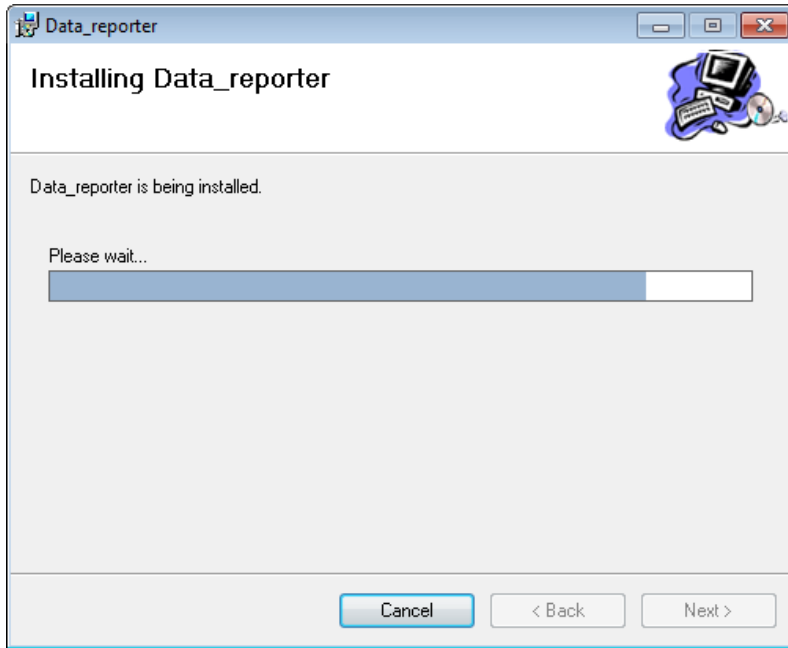 Data_reporter
Installing Data_reporter
Data_reporter is being installed.
Please wait...
Cancel
< Back
Next >